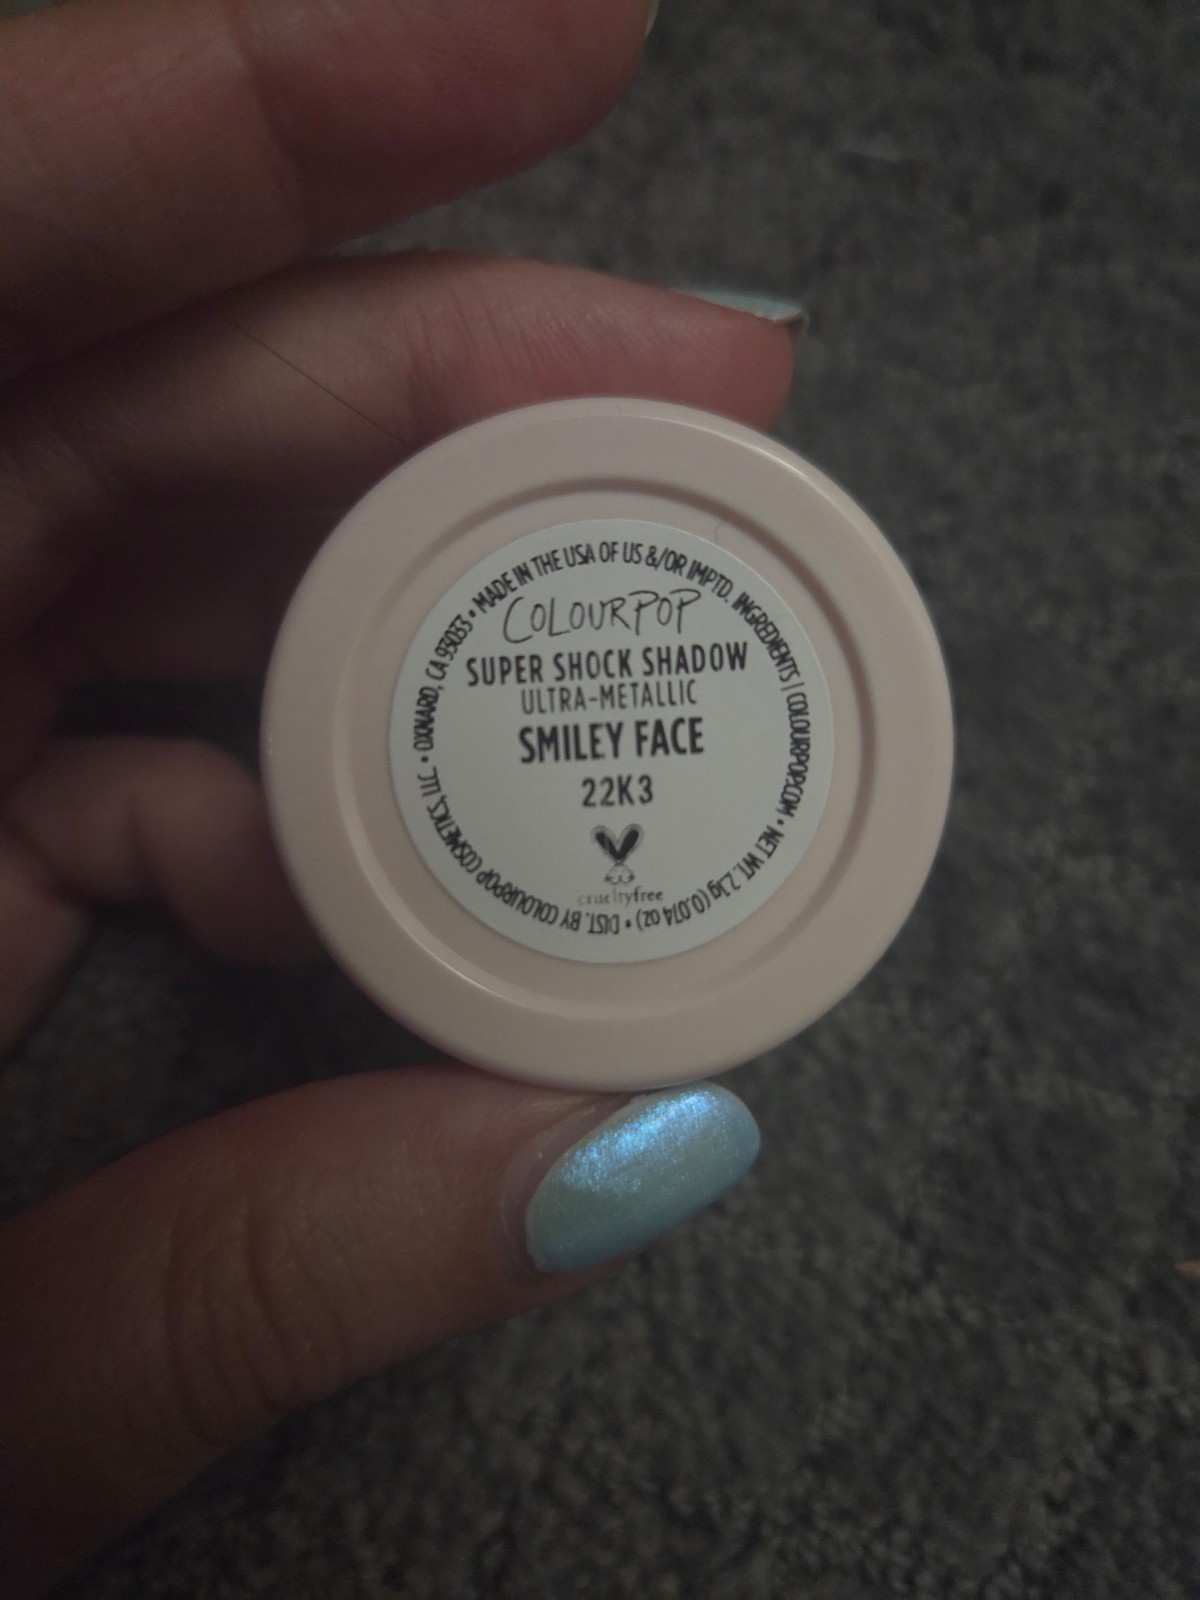 COLOURPOP
SUPER SHOCK SHADOW
ULTRA-METALLIC
SMILEY FACE
22K3
crueltyfree
• MADE IN THE USA OF US &/OR IMPTD. INGREDIENTS | COLOURPOP.COM • NET WT. 2.1g (0.074 oz) • DIST. BY COLOURPOP COSMETICS, LLC. • OXNARD, CA 93033